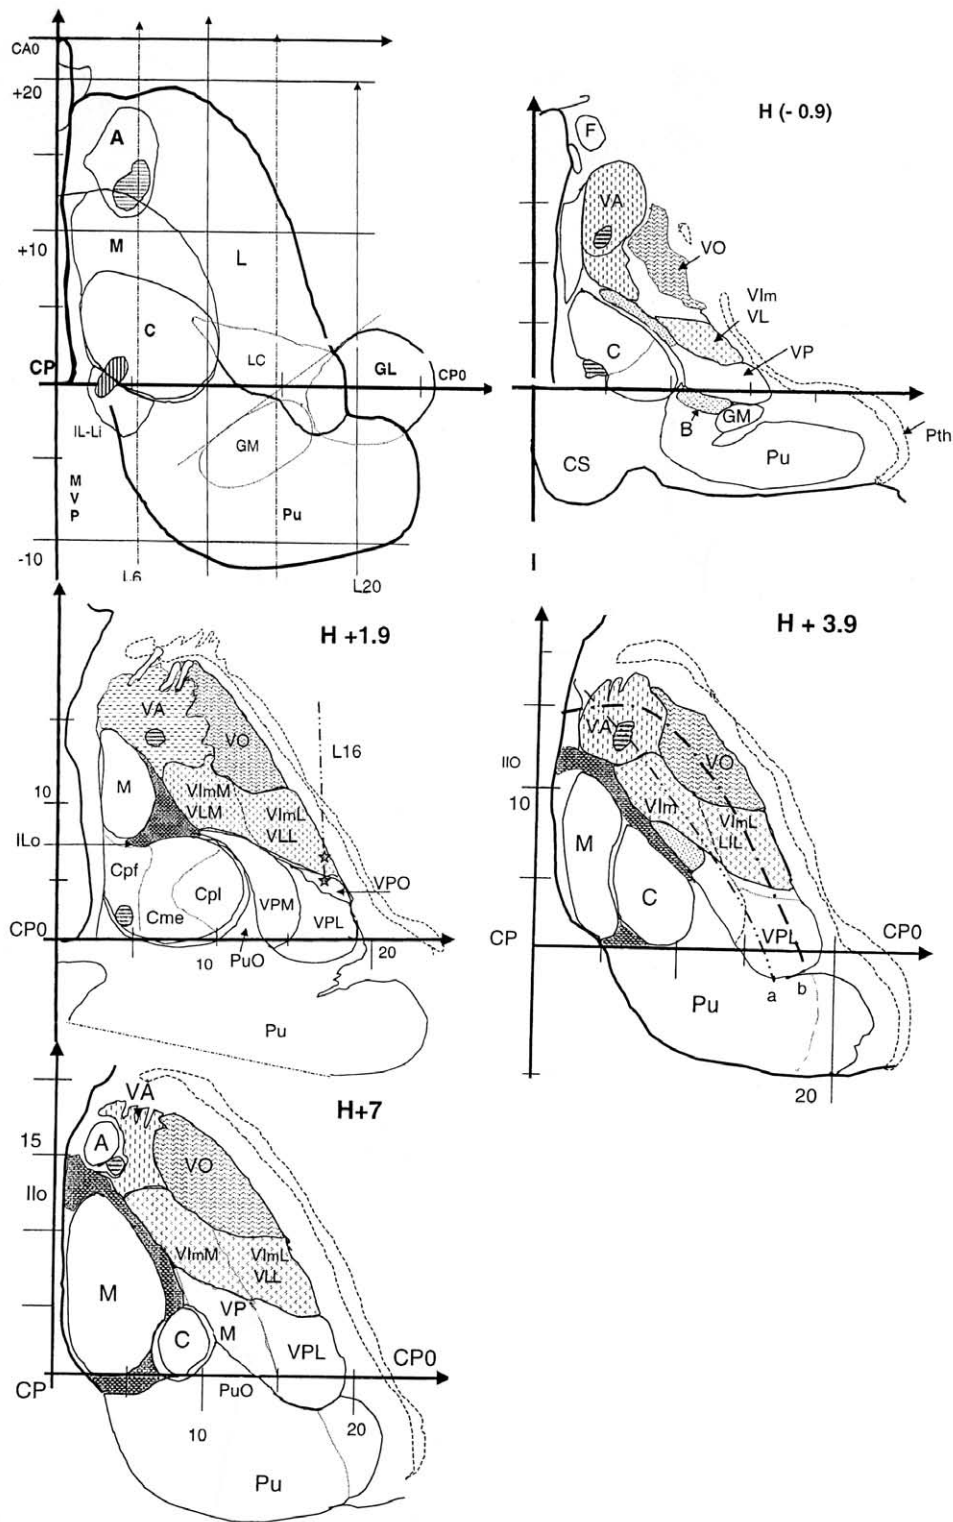 CA0
+20
A
+10
M
L
C
LC
GL
CP
CP0
IL-Li
GM
M
V
P
Pu
-10
L6
L20
H (- 0.9)
F
VA
VO
VIm
VL
C
VP
B
GM
Pth
CS
Pu
H +1.9
VA
VO
L16
M
VImM
VLM
10
VImL
VLL
ILo
Cpf
Cpl
VPO
Cme
VPM
VPL
CP0
10
PuO
20
Pu
H + 3.9
VA
VO
IlO
10
VIm
VImL
LIL
M
C
CP
VPL
CP0
a
b
Pu
20
H+7
VA
A
15
VO
Ilo
VImM
VImL
VLL
M
VP
M
C
VPL
CP0
CP
PuO
10
20
Pu